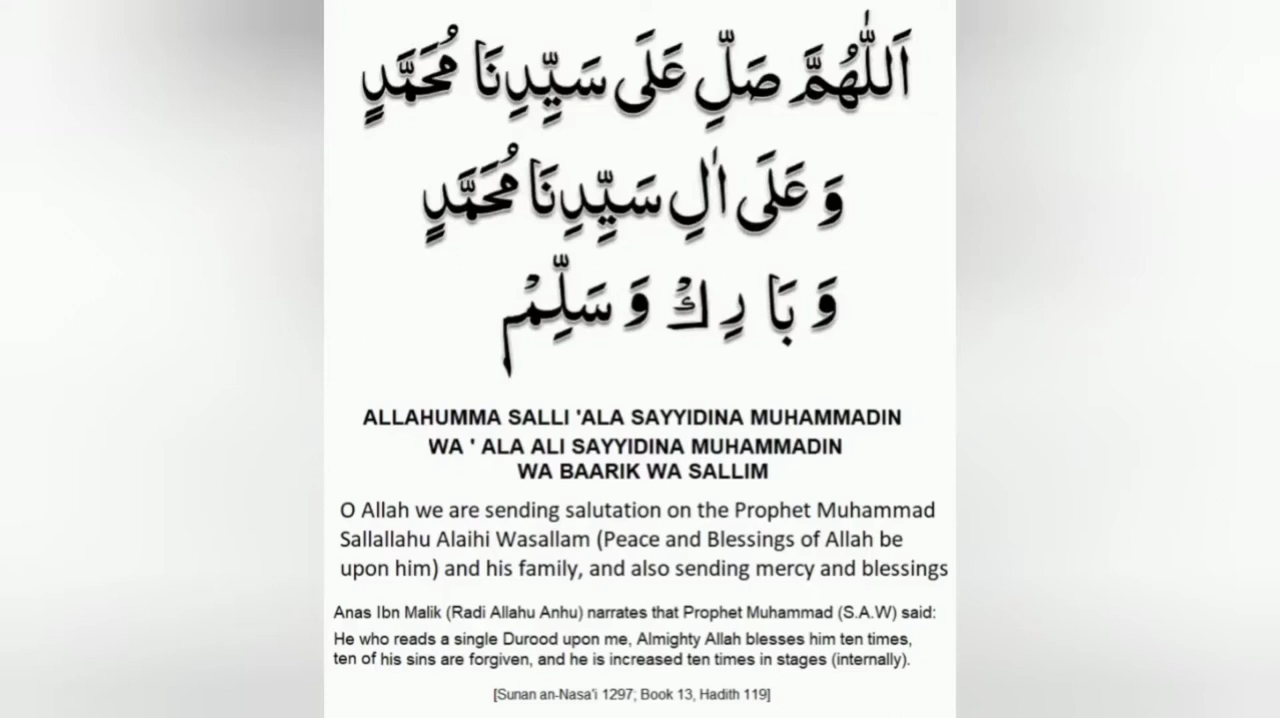 اَللّٰهُمَّ صَلِّ عَلَى سَيِّدِنَا مُحَمَّدٍ
وَ عَلَى اٰلِ سَيِّدِنَا مُحَمَّدٍ
وَ بَا رِكْ وَ سَلِّمْ
ALLAHUMMA SALLI 'ALA SAYYIDINA MUHAMMADIN
WA ' ALA ALI SAYYIDINA MUHAMMADIN
WA BAARIK WA SALLIM
O Allah we are sending salutation on the Prophet Muhammad
Sallallahu Alaihi Wasallam (Peace and Blessings of Allah be
upon him) and his family, and also sending mercy and blessings
Anas Ibn Malik (Radi Allahu Anhu) narrates that Prophet Muhammad (S.A.W) said:
He who reads a single Durood upon me, Almighty Allah blesses him ten times,
ten of his sins are forgiven, and he is increased ten times in stages (internally).
[Sunan an-Nasa'i 1297; Book 13, Hadith 119]